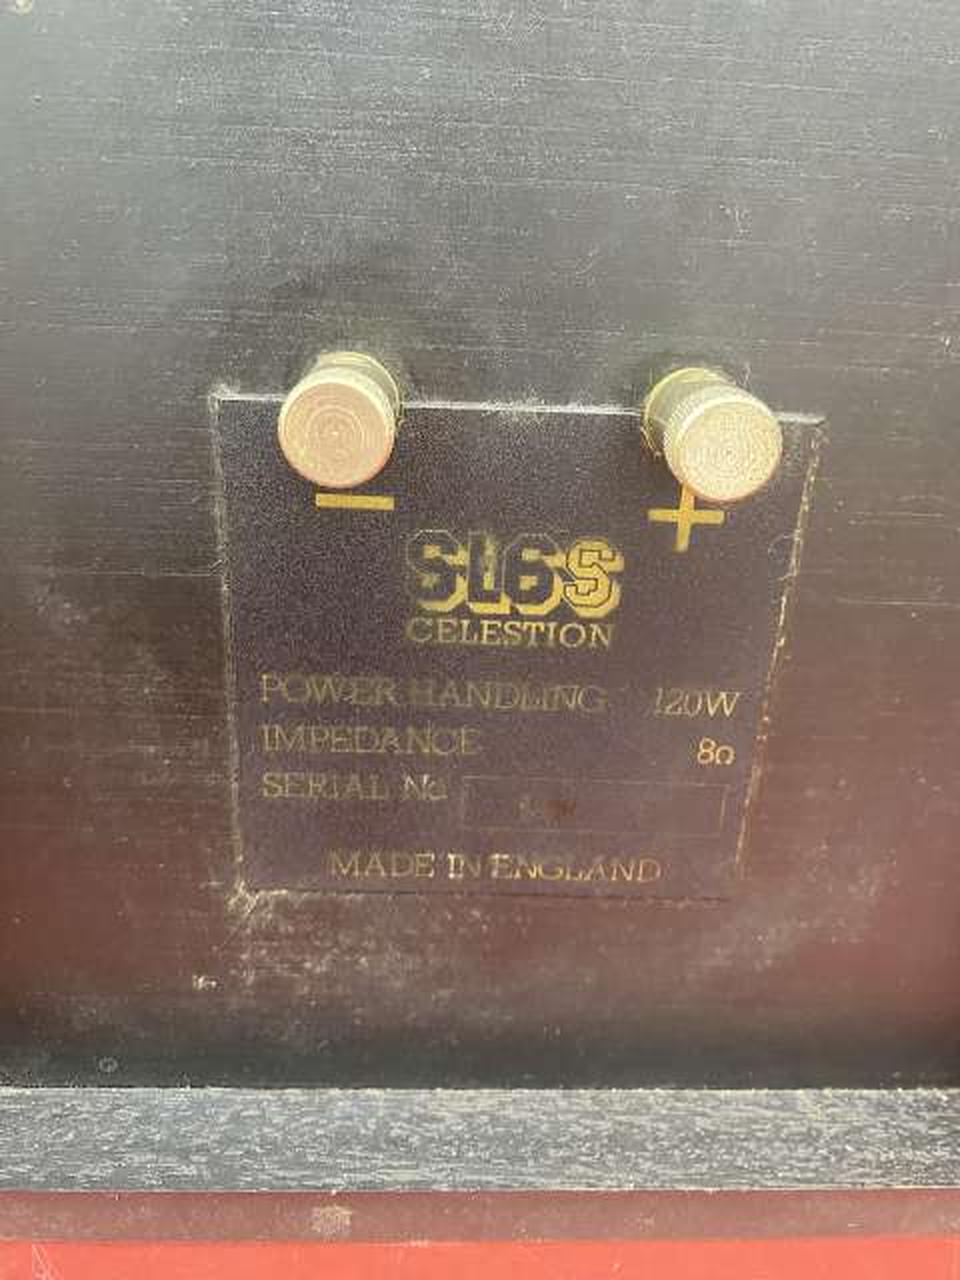 − +
SL6S
CELESTION
POWER HANDLING 120W
IMPEDANCE 8Ω
SERIAL No
MADE IN ENGLAND